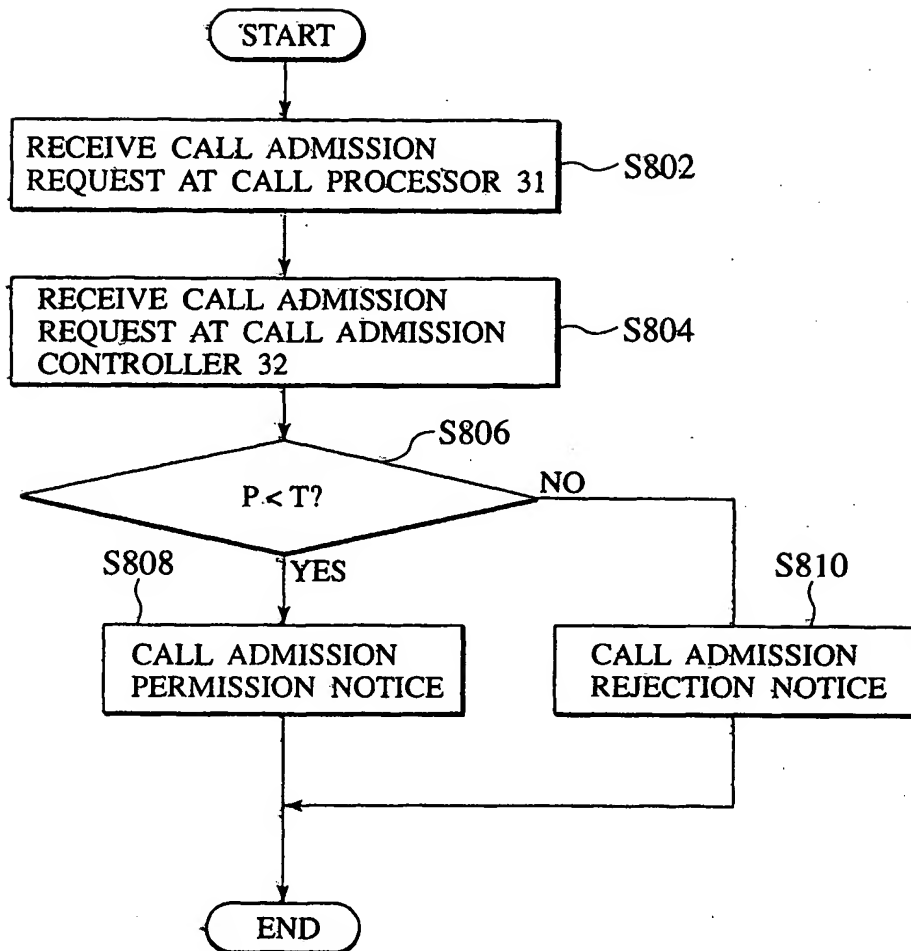 START
RECEIVE CALL ADMISSION
REQUEST AT CALL PROCESSOR 31
S802
RECEIVE CALL ADMISSION
REQUEST AT CALL ADMISSION
CONTROLLER 32
S804
S806
P < T?
NO
YES
S808
CALL ADMISSION
PERMISSION NOTICE
S810
CALL ADMISSION
REJECTION NOTICE
END